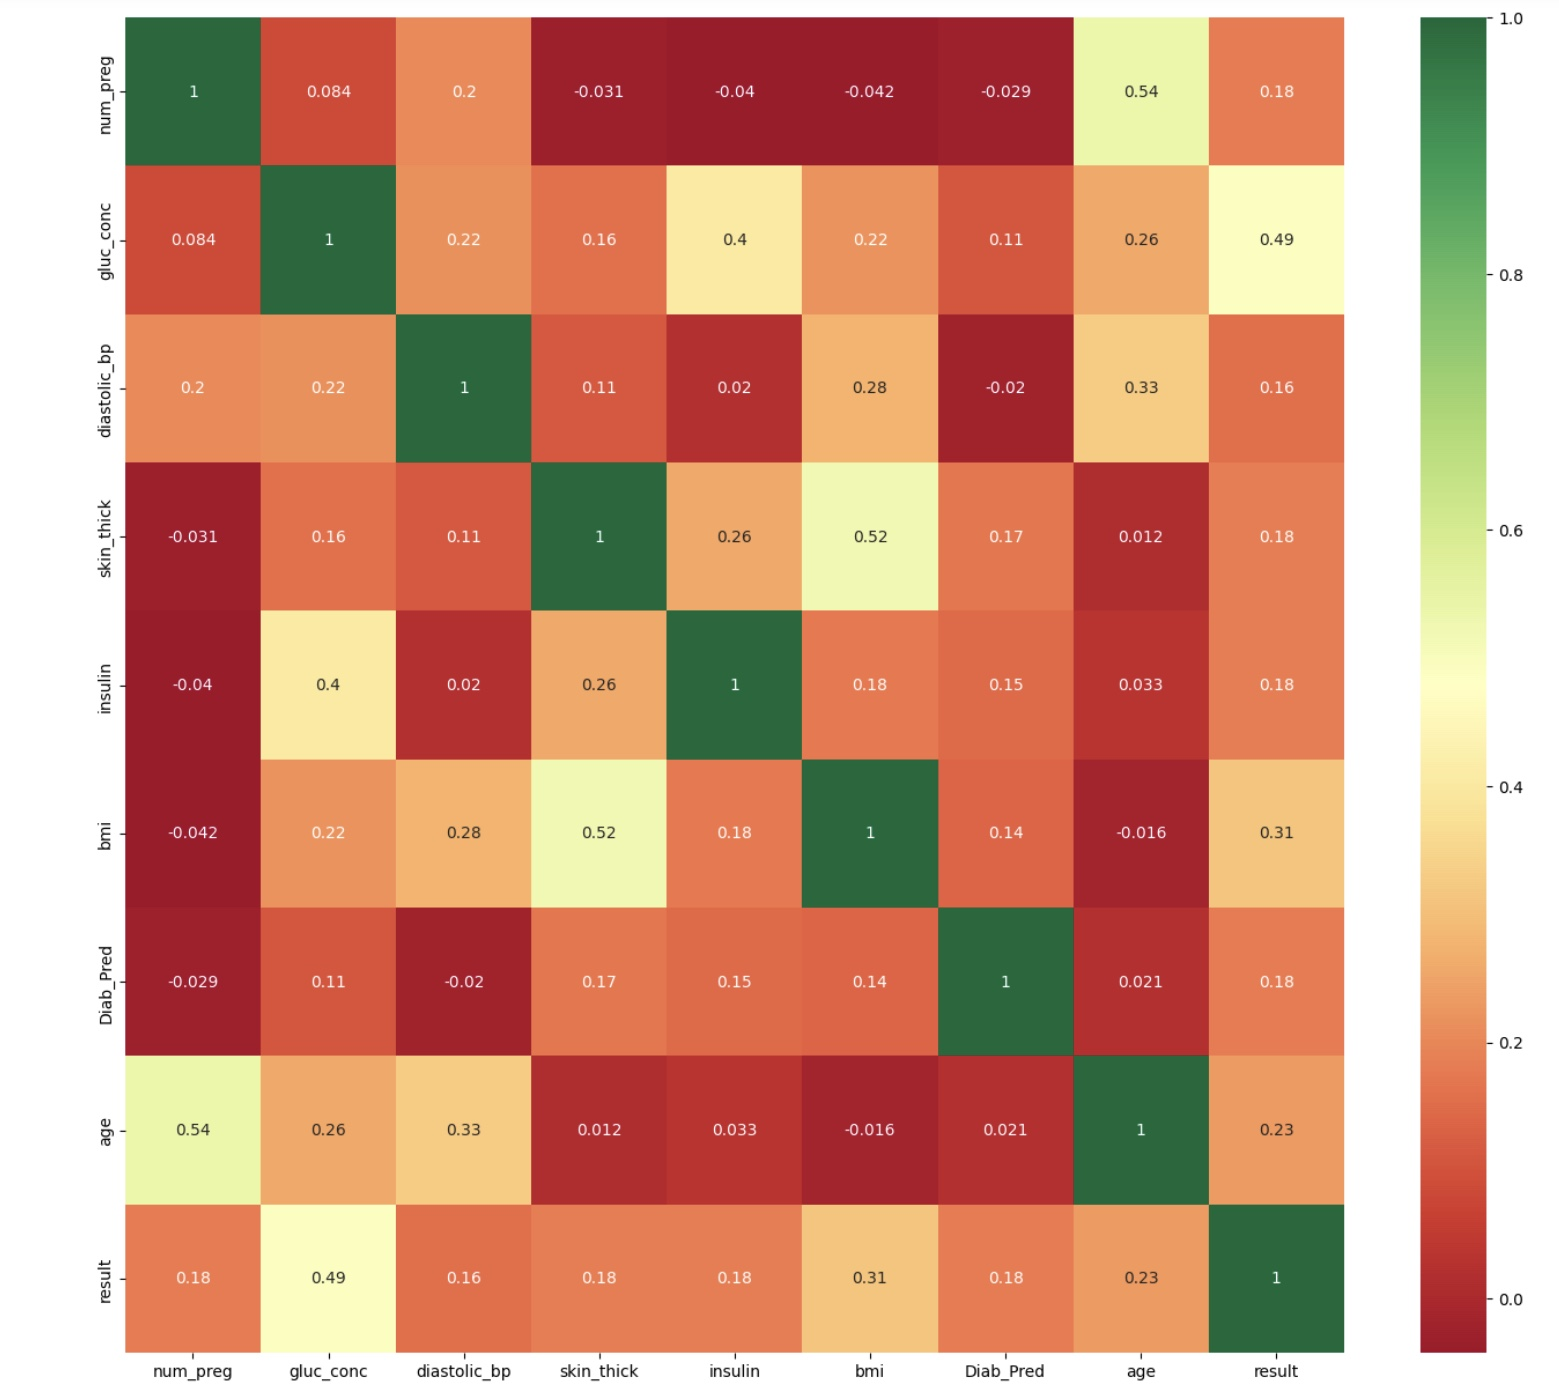 num_preg 1 0.084 0.2 -0.031 -0.04 -0.042 -0.029 0.54 0.18
gluc_conc 0.084 1 0.22 0.16 0.4 0.22 0.11 0.26 0.49
diastolic_bp 0.2 0.22 1 0.11 0.02 0.28 -0.02 0.33 0.16
skin_thick -0.031 0.16 0.11 1 0.26 0.52 0.17 0.012 0.18
insulin -0.04 0.4 0.02 0.26 1 0.18 0.15 0.033 0.18
bmi -0.042 0.22 0.28 0.52 0.18 1 0.14 -0.016 0.31
Diab_Pred -0.029 0.11 -0.02 0.17 0.15 0.14 1 0.021 0.18
age 0.54 0.26 0.33 0.012 0.033 -0.016 0.021 1 0.23
result 0.18 0.49 0.16 0.18 0.18 0.31 0.18 0.23 1
num_preg gluc_conc diastolic_bp skin_thick insulin bmi Diab_Pred age result
1.0
0.8
0.6
0.4
0.2
0.0